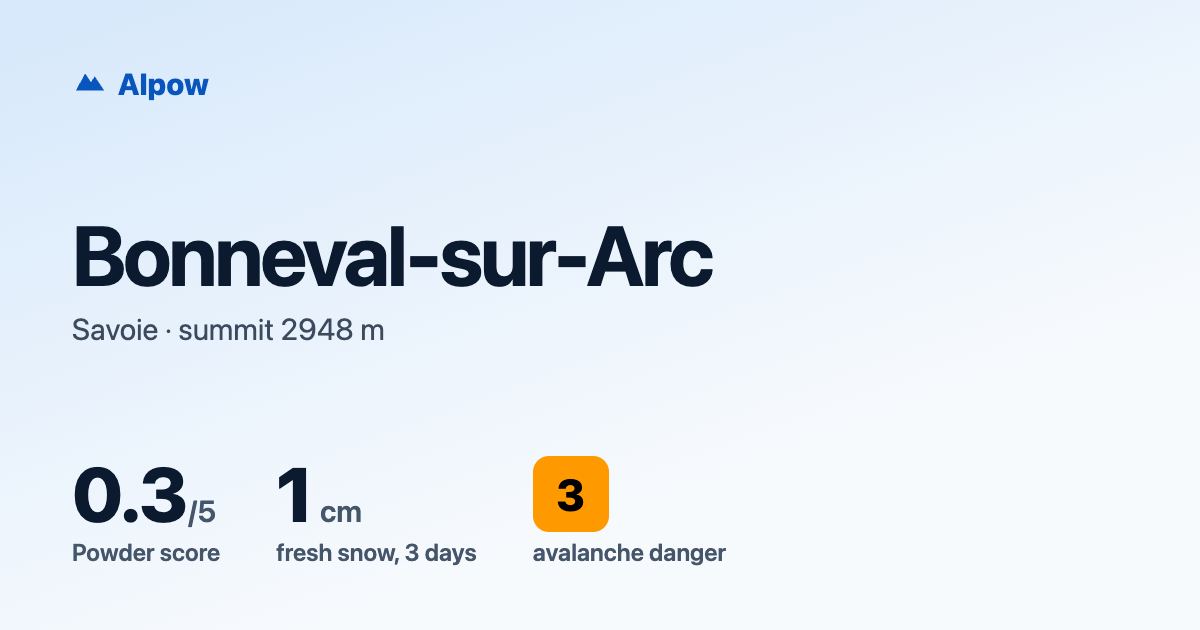 Alpow
Bonneval-sur-Arc
Savoie · summit 2948 m
0.3/5
Powder score
1 cm
fresh snow, 3 days
3
avalanche danger